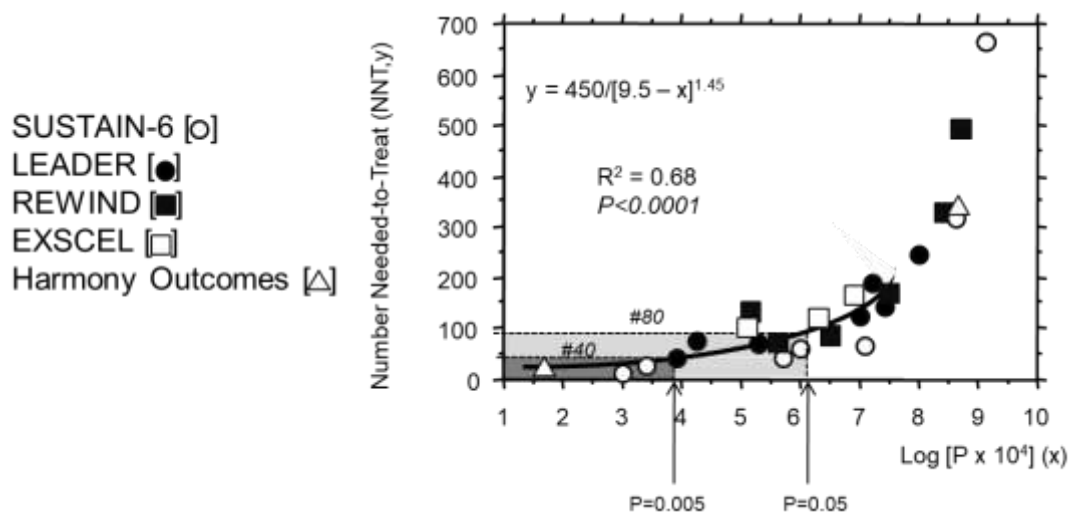 SUSTAIN-6 [○]
LEADER [●]
REWIND [■]
EXSCEL [□]
Harmony Outcomes [△]
Number Needed-to-Treat (NNT,y)
700
600
500
400
300
200
100
0
y = 450/[9.5 – x]^1.45
R² = 0.68
P<0.0001
#80
#40
1 2 3 4 5 6 7 8 9 10
Log [P x 10⁴] (x)
P=0.005 P=0.05